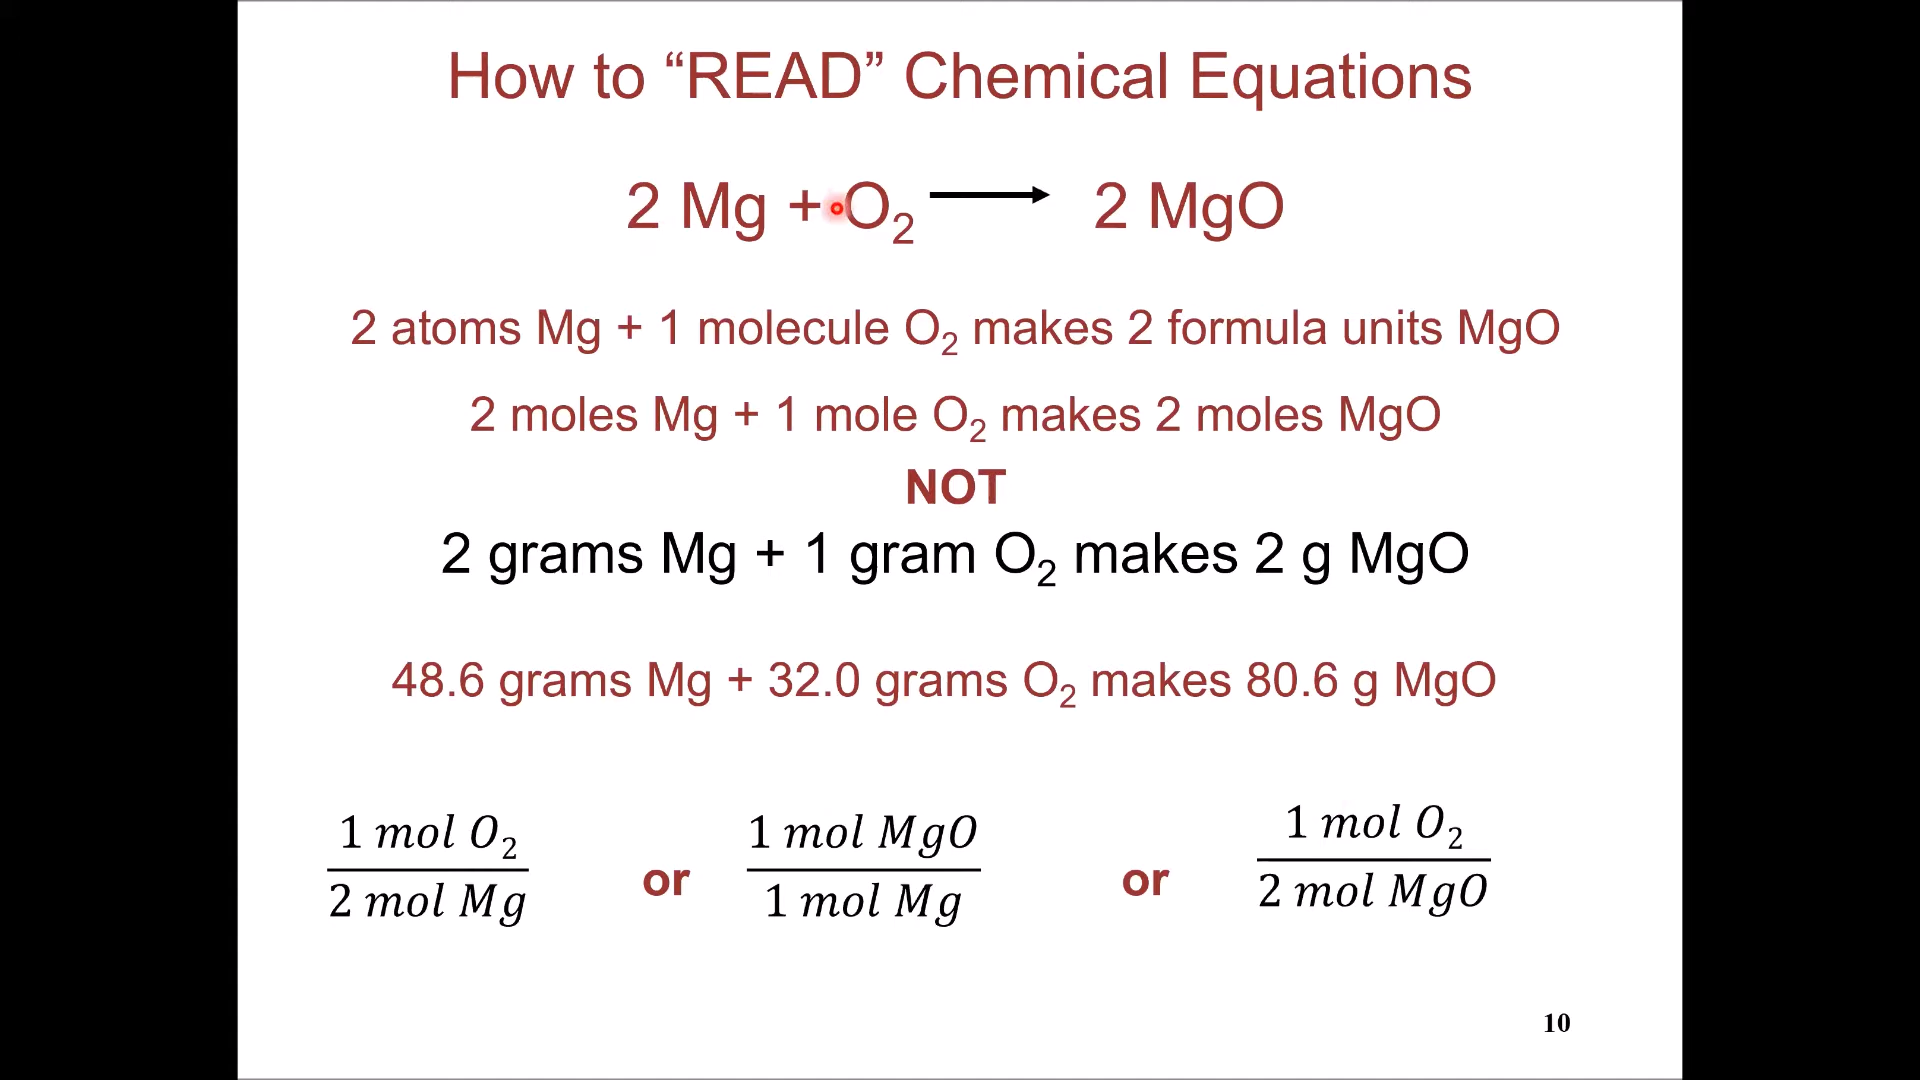 How to “READ” Chemical Equations
2 Mg + O₂ ⟶ 2 MgO
2 atoms Mg + 1 molecule O₂ makes 2 formula units MgO
2 moles Mg + 1 mole O₂ makes 2 moles MgO
NOT
2 grams Mg + 1 gram O₂ makes 2 g MgO
48.6 grams Mg + 32.0 grams O₂ makes 80.6 g MgO
1 mol O₂ / 2 mol Mg or 1 mol MgO / 1 mol Mg or 1 mol O₂ / 2 mol MgO
10